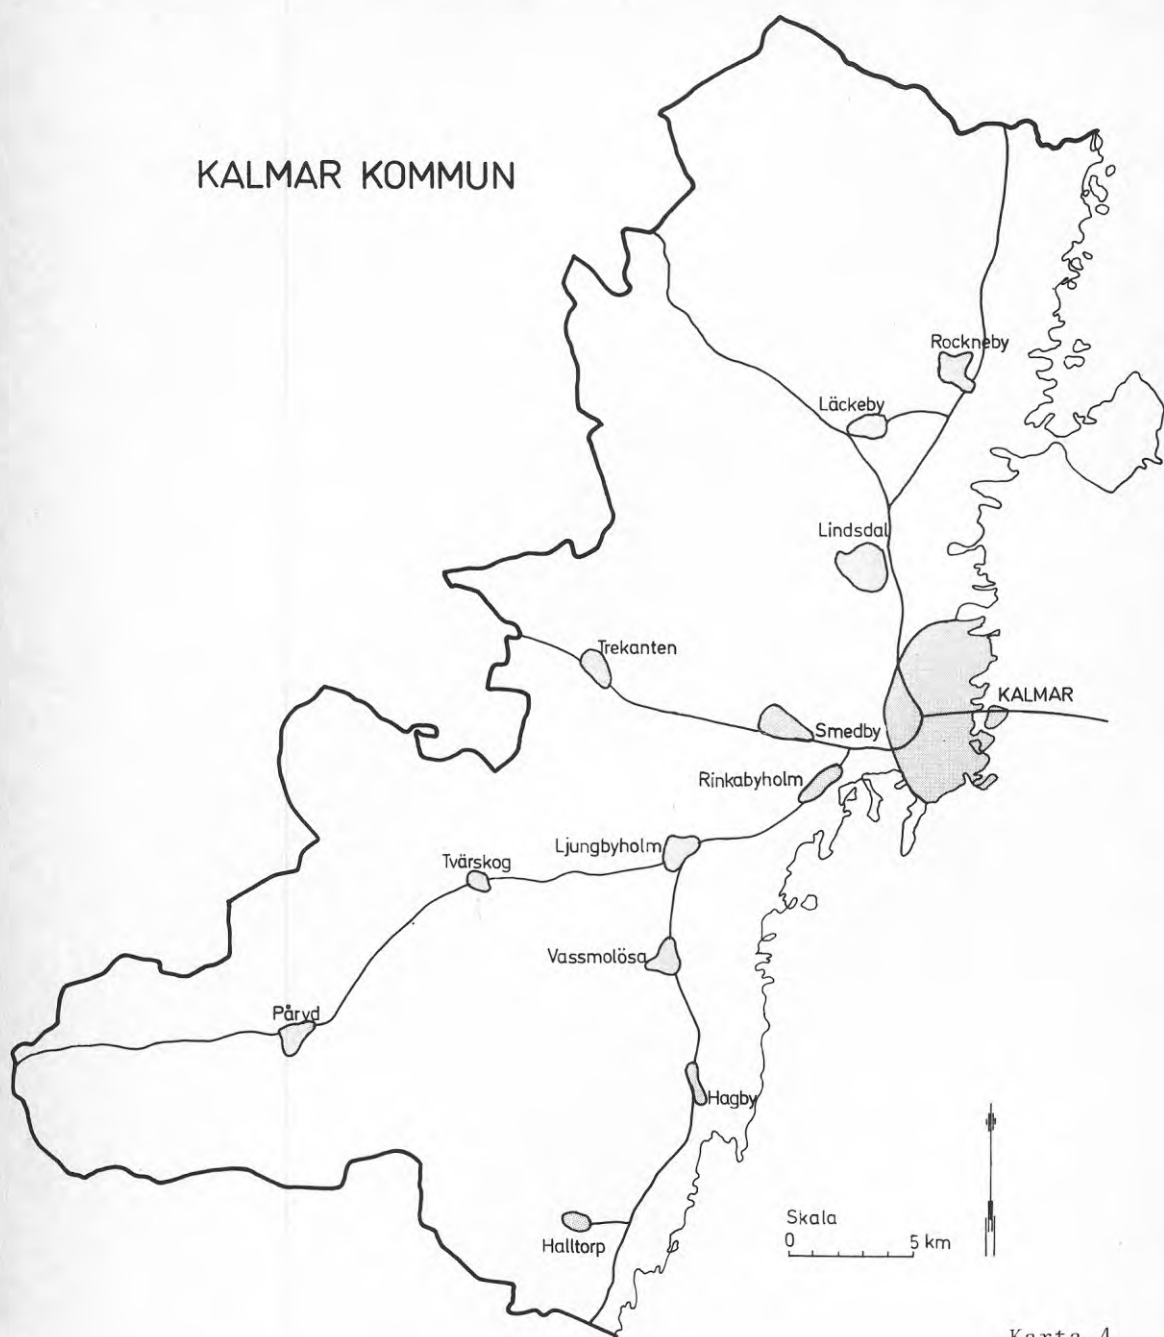 KALMAR KOMMUN
Rockneby
Läckeby
Lindsdal
Trekanten
KALMAR
Smedby
Rinkabyholm
Ljungbyholm
Tvärskog
Vassmolösa
Påryd
Hagby
Skala
0 5 km
Halltorp
Karta 4